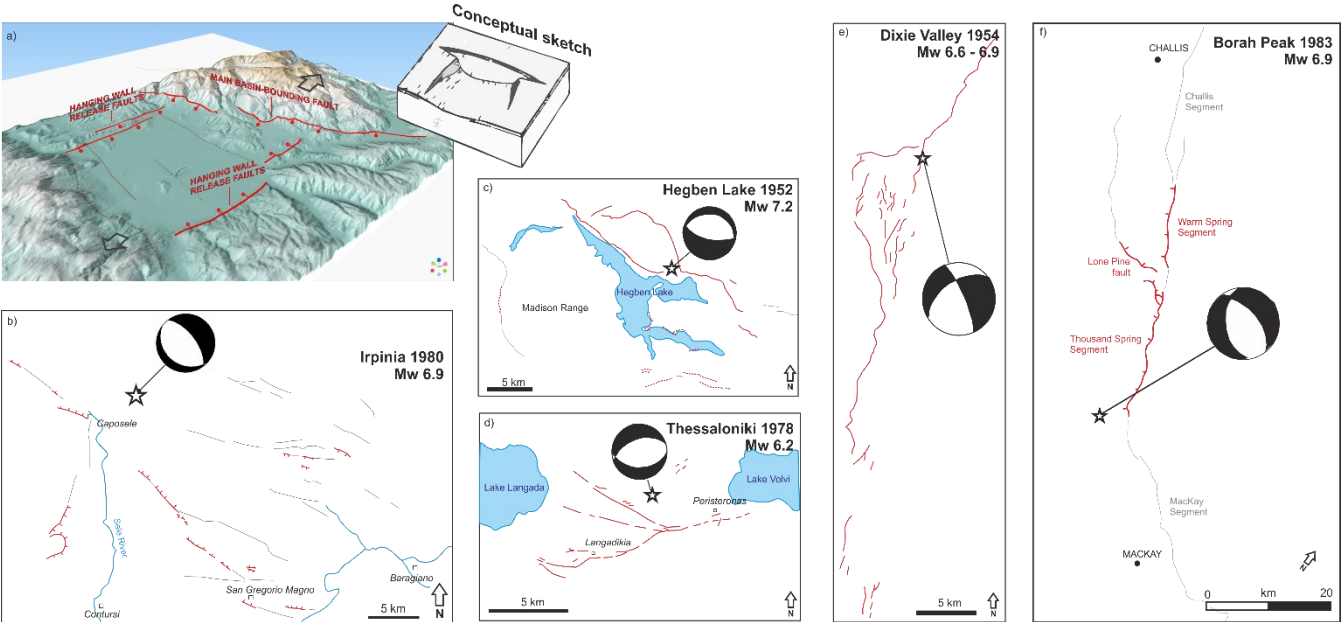 a)
Conceptual sketch
HANGING WALL
RELEASE FAULTS
MAIN BASIN-BOUNDING FAULT
HANGING WALL
RELEASE FAULTS
b)
Irpinia 1980
Mw 6.9
Caposele
Sele River
Contursi
San Gregorio Magno
Baragiano
5 km
N
c)
Hegben Lake 1952
Mw 7.2
Madison Range
Hegben Lake
5 km
N
d)
Thessaloniki 1978
Mw 6.2
Lake Langada
Lake Volvi
Peristeronas
Langadikia
5 km
N
e)
Dixie Valley 1954
Mw 6.6 - 6.9
5 km
N
f)
Borah Peak 1983
Mw 6.9
CHALLIS
Challis
Segment
Warm Spring
Segment
Lone Pine
fault
Thousand Spring
Segment
MacKay
Segment
MACKAY
N
0 km 20